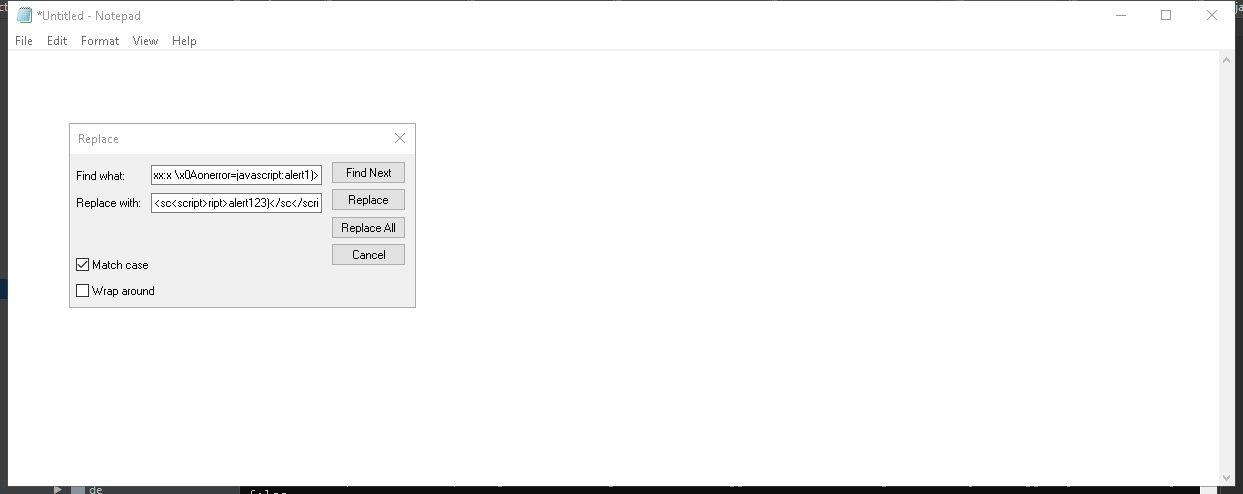 *Untitled - Notepad
File Edit Format View Help
Replace
Find what: xx:x \x0Aonerror=javascript:alert1)> Find Next
Replace with: <sc<script>ript>alert123)</sc</scri Replace
Replace All
Cancel
Match case
Wrap around
de